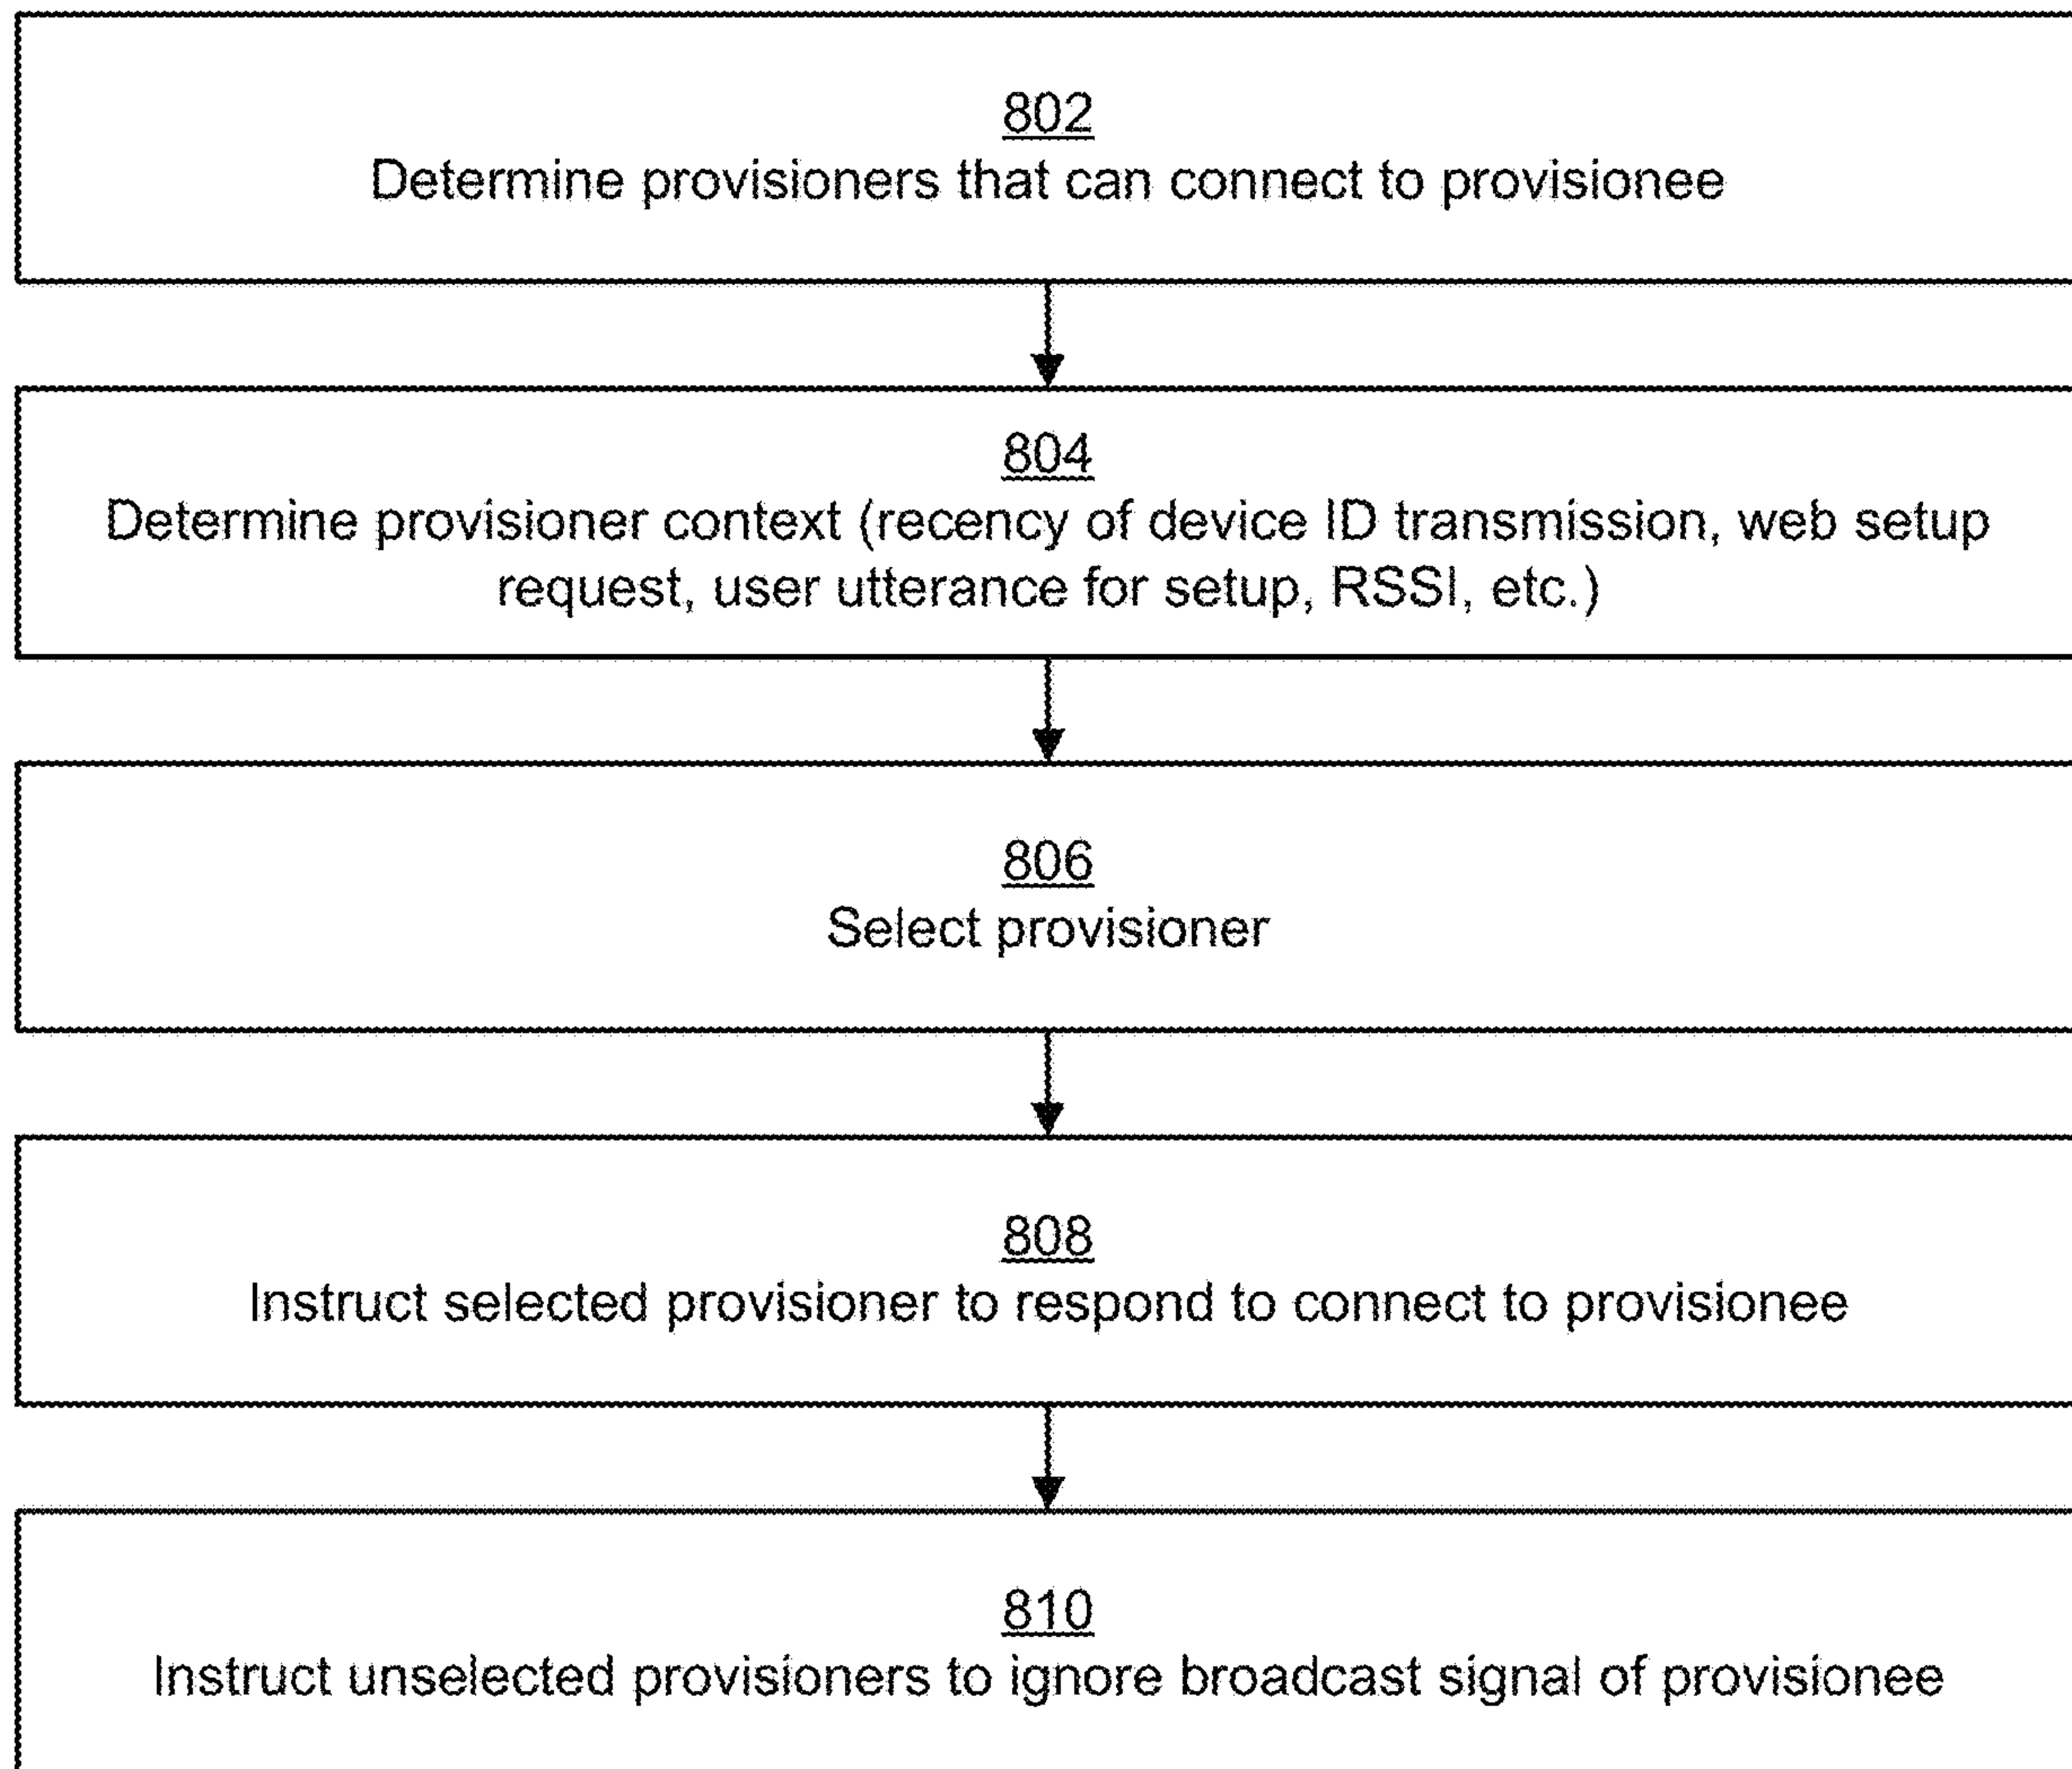 802
Determine provisioners that can connect to provisionee
804
Determine provisioner context (recency of device ID transmission, web setup
request, user utterance for setup, RSSI, etc.)
806
Select provisioner
808
Instruct selected provisioner to respond to connect to provisionee
810
Instruct unselected provisioners to ignore broadcast signal of provisionee